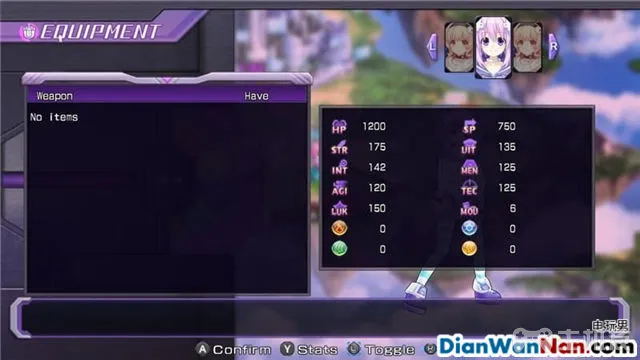 EQUIPMENT
L
R
Weapon Have
No items
HP 1200 SP 750
STR 175 VIT 135
INT 142 MEN 125
AGI 120 TEC 125
LUK 150 MOV 6
0 0
0 0
A Confirm Y Stats Toggle
电玩男
DianWanNan.com